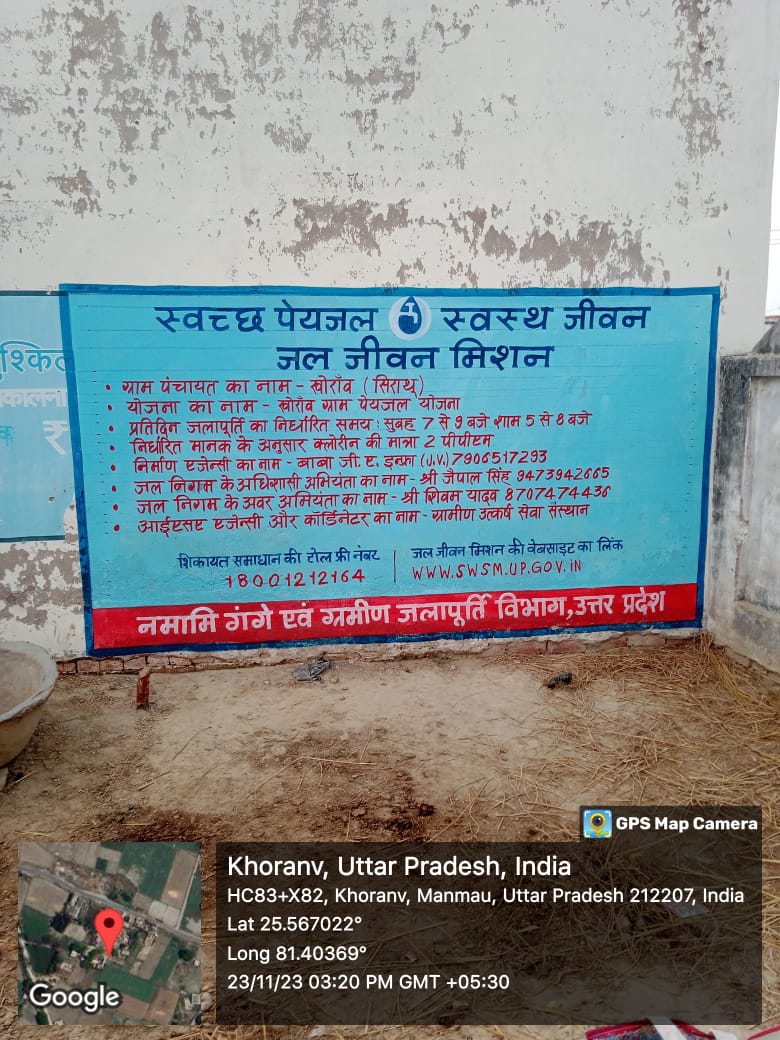 स्वच्छ पेयजल स्वस्थ जीवन
जल जीवन मिशन
• ग्राम पंचायत का नाम - खोराँव (सिराथू)
• योजना का नाम - खोराँव ग्राम पेयजल योजना
• प्रतिदिन जलापूर्ति का निर्धारित समय : सुबह 7 से 9 बजे शाम 5 से 8 बजे
• निर्धारित मानक के अनुसार क्लोरीन की मात्रा 2 पीपीएम
• निर्माण एजेन्सी का नाम - बाबा जी. ए. इन्फ्रा (J.V.) 7906517293
• जल निगम के अधिशासी अभियंता का नाम - श्री जैपाल सिंह 9473942665
• जल निगम के अवर अभियंता का नाम - श्री शिवम यादव 8707474436
• आईएसए एजेन्सी और कॉर्डिनेटर का नाम - ग्रामीण उत्कर्ष सेवा संस्थान
शिकायत समाधान की टोल फ्री नंबर
18001212164
जल जीवन मिशन की वेबसाइट का लिंक
WWW.SWSM.UP.GOV.IN
नमामि गंगे एवं ग्रामीण जलापूर्ति विभाग, उत्तर प्रदेश
GPS Map Camera
Khoranv, Uttar Pradesh, India
HC83+X82, Khoranv, Manmau, Uttar Pradesh 212207, India
Lat 25.567022°
Long 81.40369°
23/11/23 03:20 PM GMT +05:30
Google